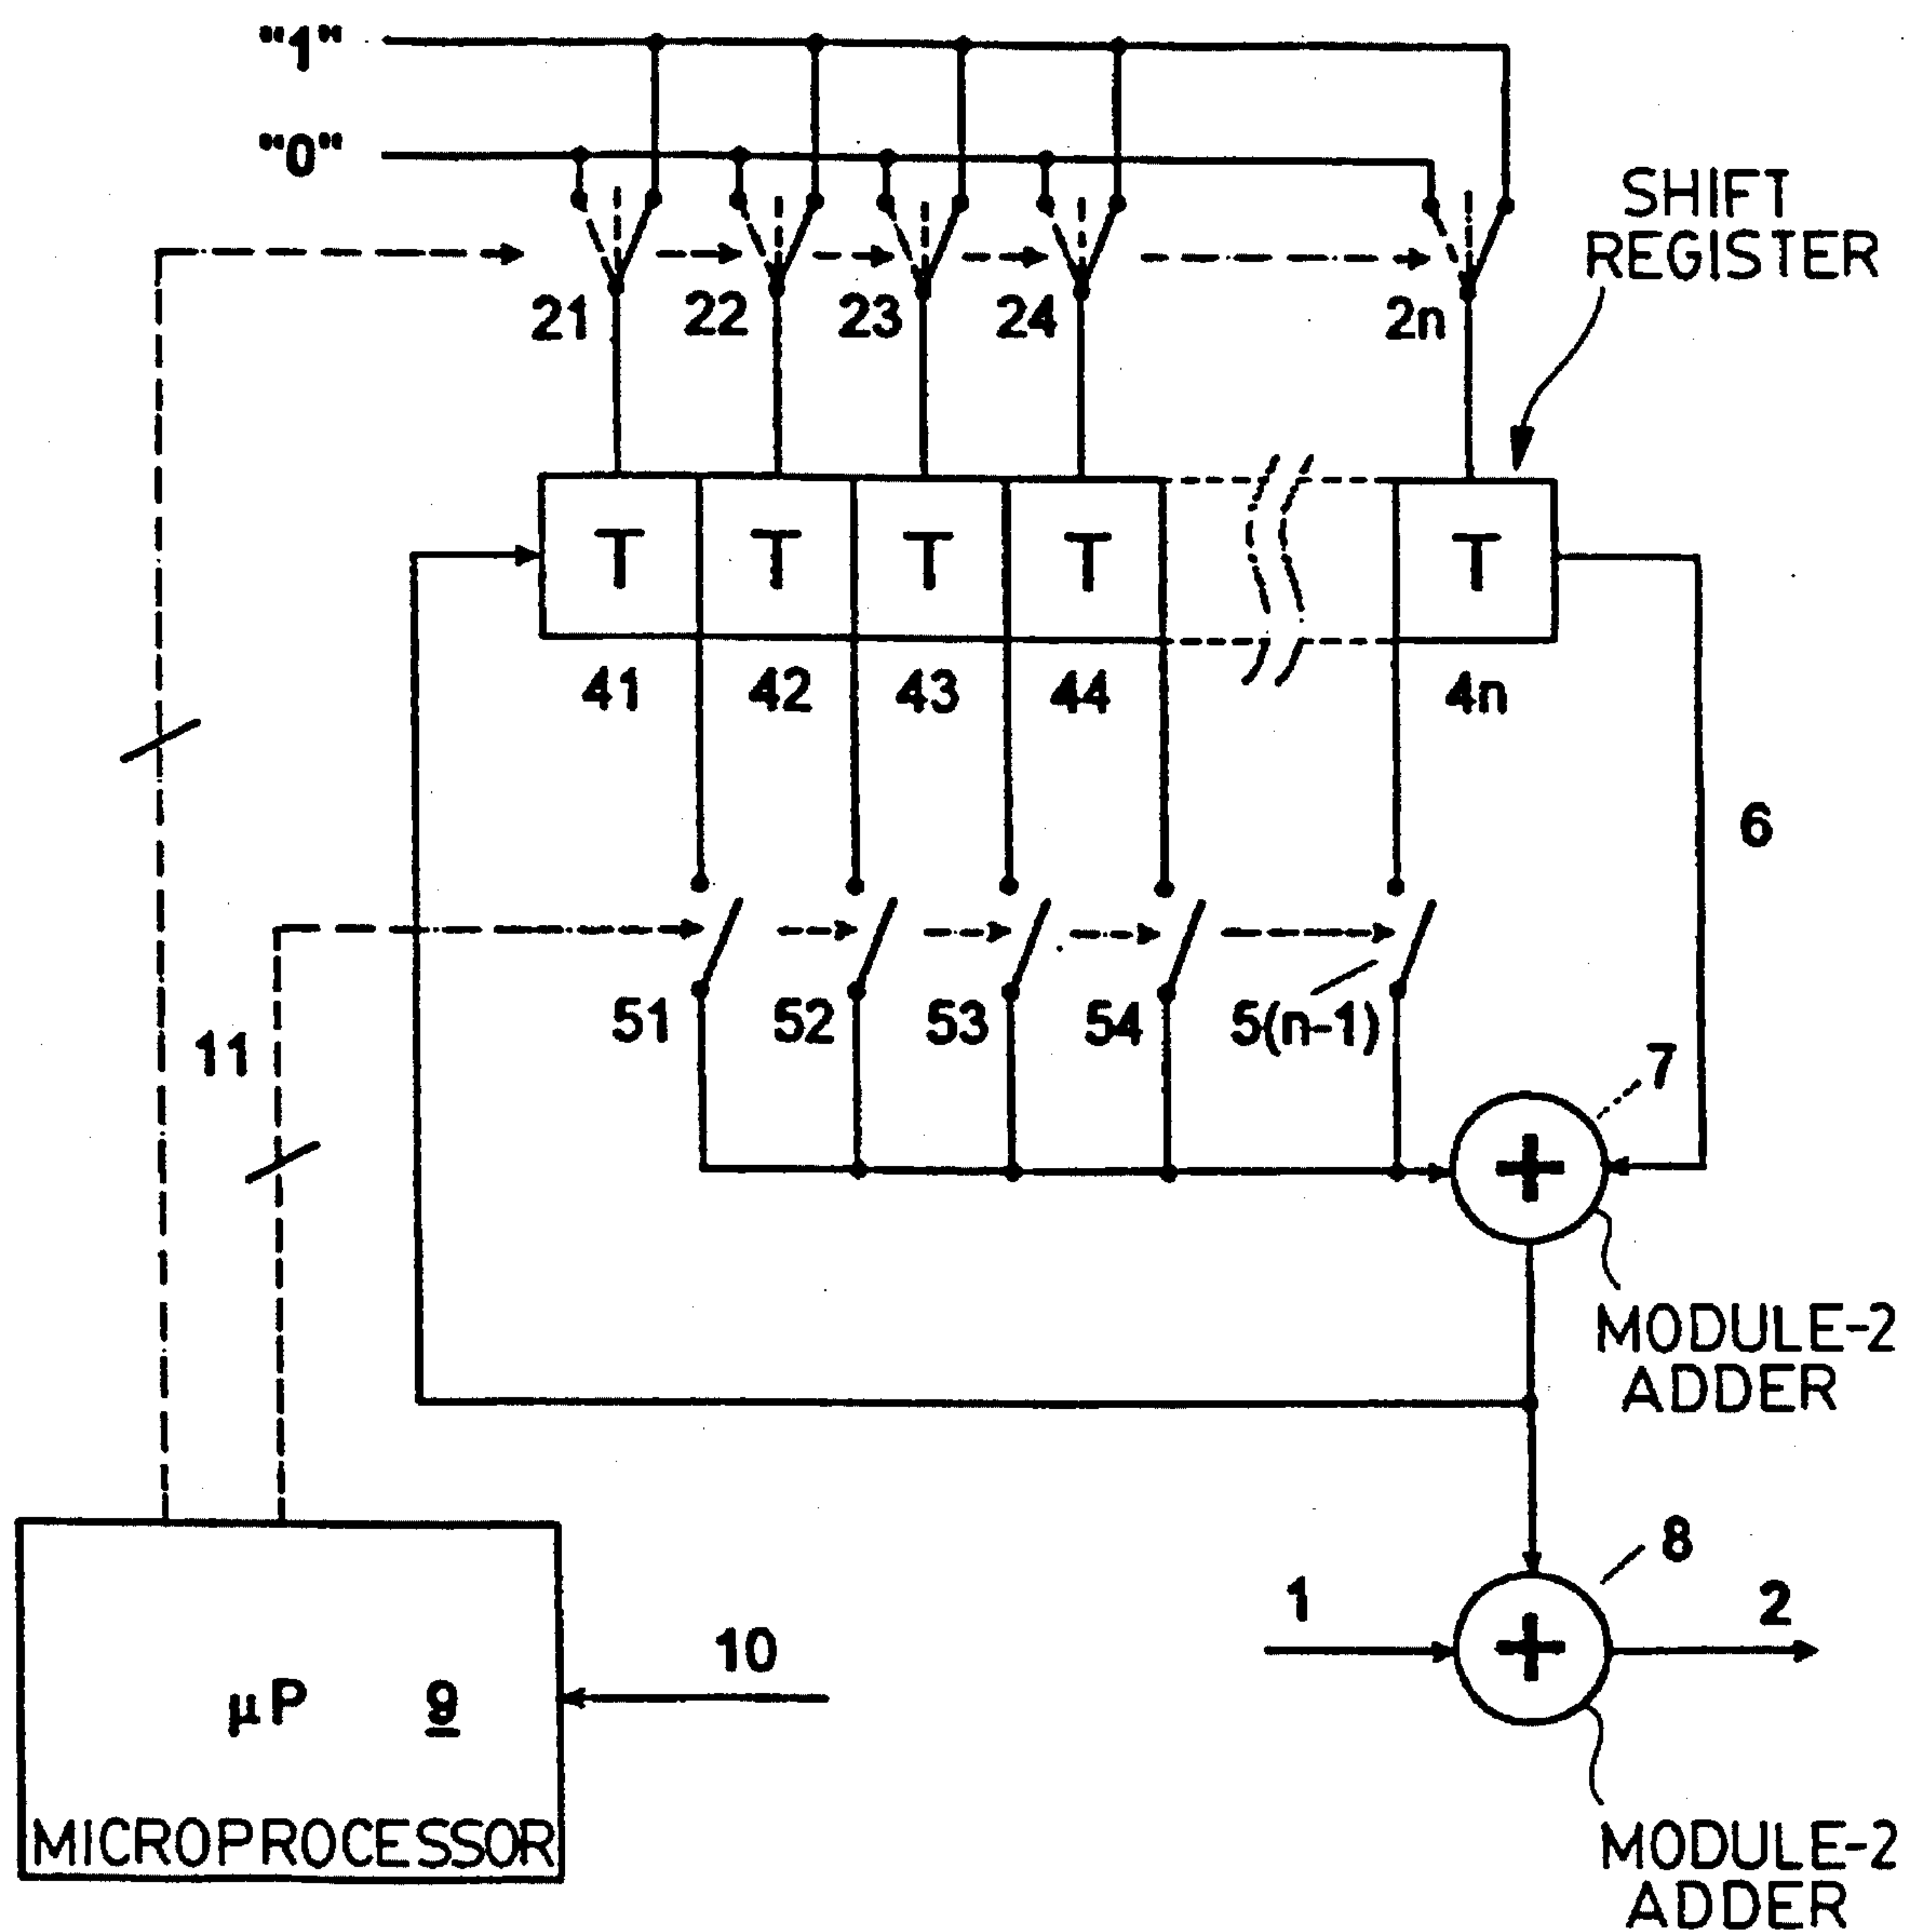 "1"
"0"
SHIFT
REGISTER
21 22 23 24 2n
T T T T T
41 42 43 44 4n
6
51 52 53 54 5(n-1)
11
7
+
MODULE-2
ADDER
8
1 2
+
10
µP 9
MICROPROCESSOR
MODULE-2
ADDER